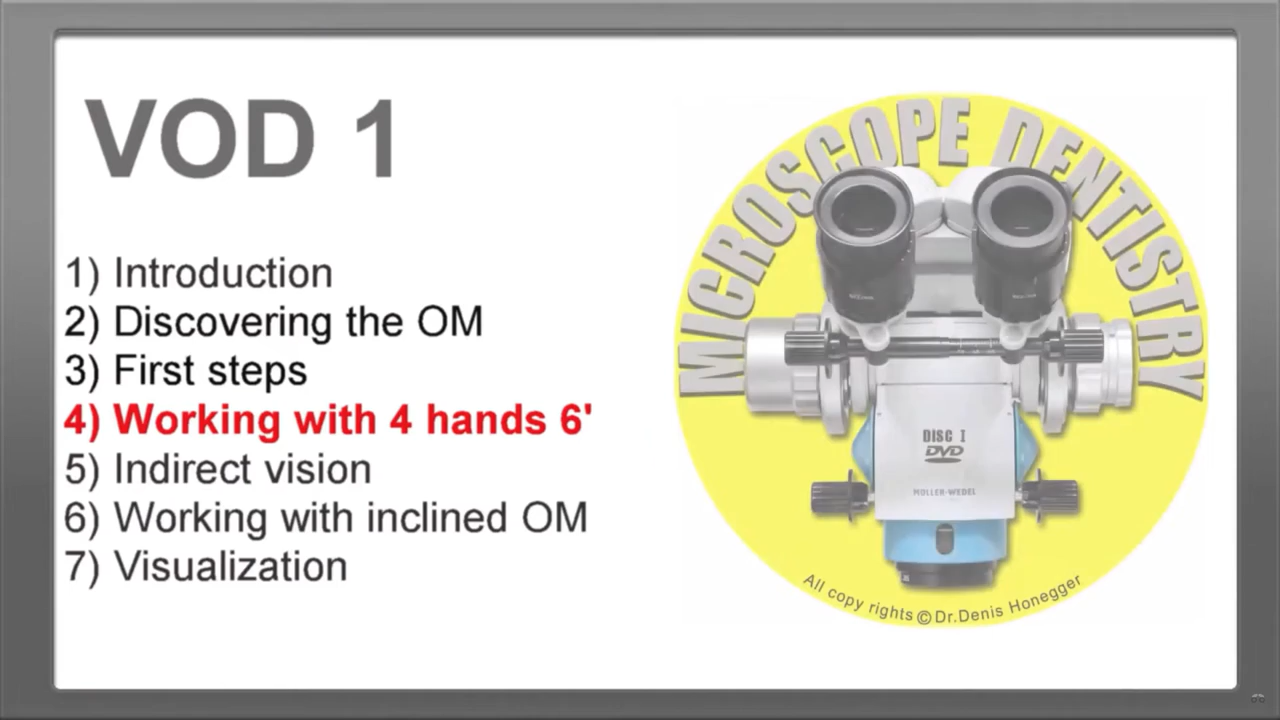 VOD 1
1) Introduction
2) Discovering the OM
3) First steps
4) Working with 4 hands 6'
5) Indirect vision
6) Working with inclined OM
7) Visualization
MICROSCOPE DENTISTRY
DISC I
DVD
MÖLLER-WEDEL
All copy rights © Dr.Denis Honegger